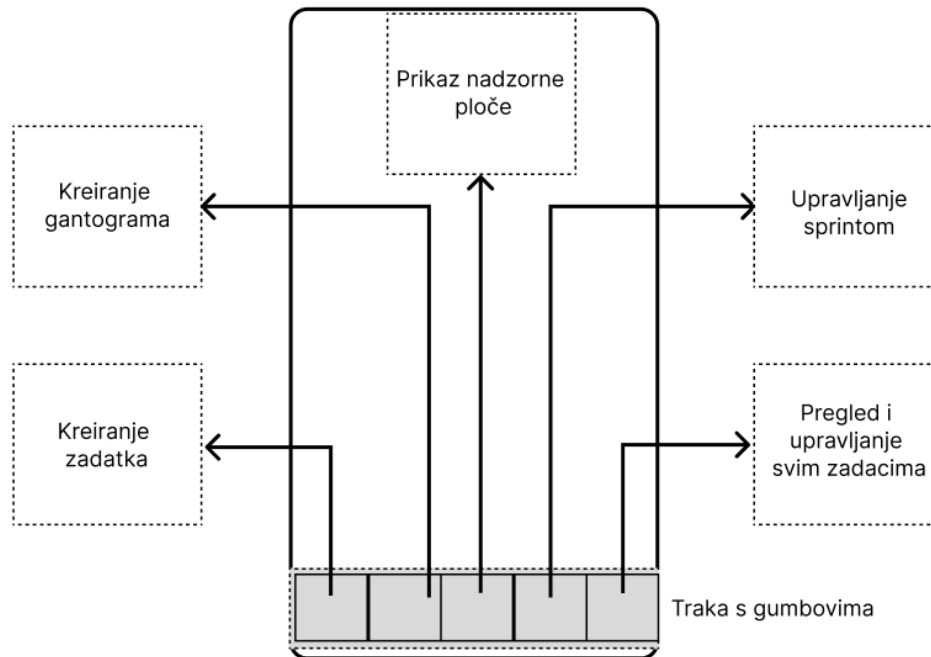 Prikaz nadzorne
ploče
Kreiranje
gantograma
Upravljanje
sprintom
Kreiranje
zadatka
Pregled i
upravljanje
svim zadacima
Traka s gumbovima